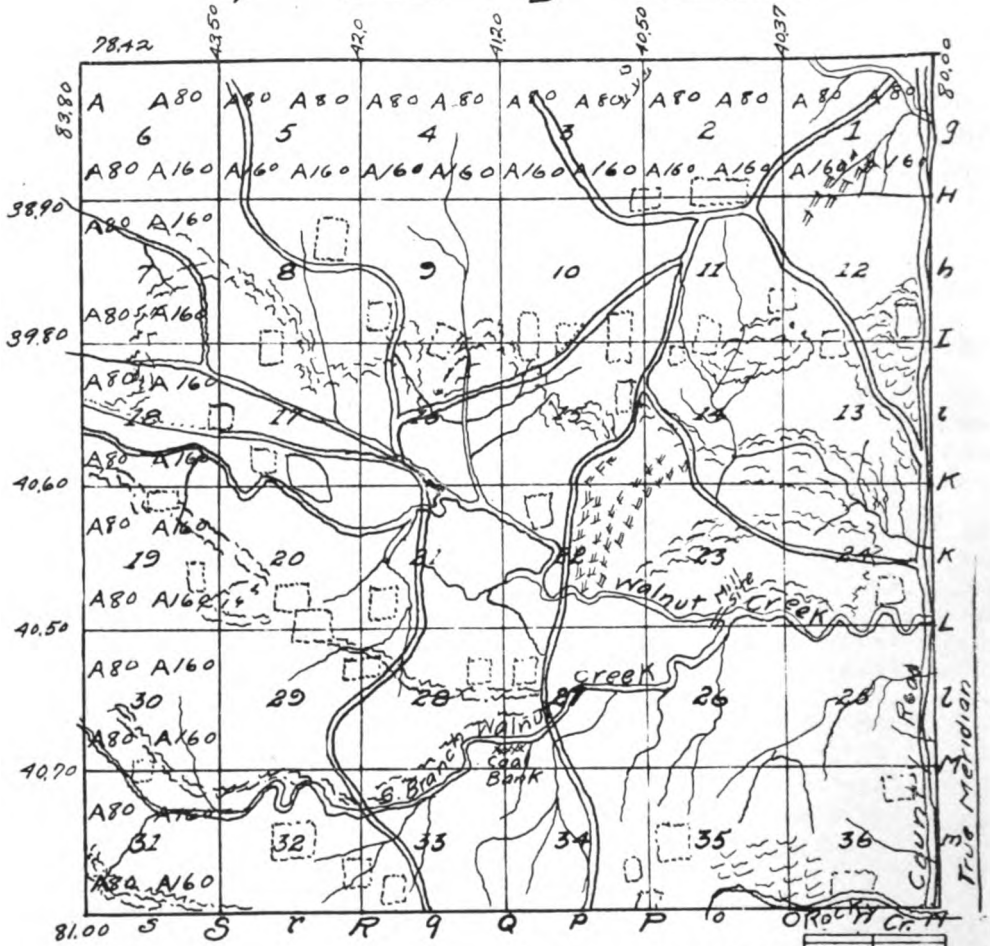 43,50 42,0 41,20 40,50 40,37
78.42 80,00
83,80
A A80 A80 A80 A80 A80 A80 A80 A80 A80 A80 A80
6 5 4 3 2 1 g
A80 A160 A160 A160 A160 A160 A160 A160 A160 A160 A160 A160
38,90 H
A80 A160
7 8 9 10 11 12 h
A80 A160
39,80 I
A80 A160
18 17 16 15 14 13 i
A80 A160
40,60 K
A80 A160
19 20 21 22 23 24 K
Mill Site
A80 A160 Walnut Creek
40,50 L
A80 A160 Creek
30 29 28 27 26 25 l
A80 A160 S Branch Walnut
40,70 Coal Bank M
A80 A160
31 32 33 34 35 36 m
County Road
True Meridian
A80 A160
81.00 S S r R q Q P P O O Rocky Cr.